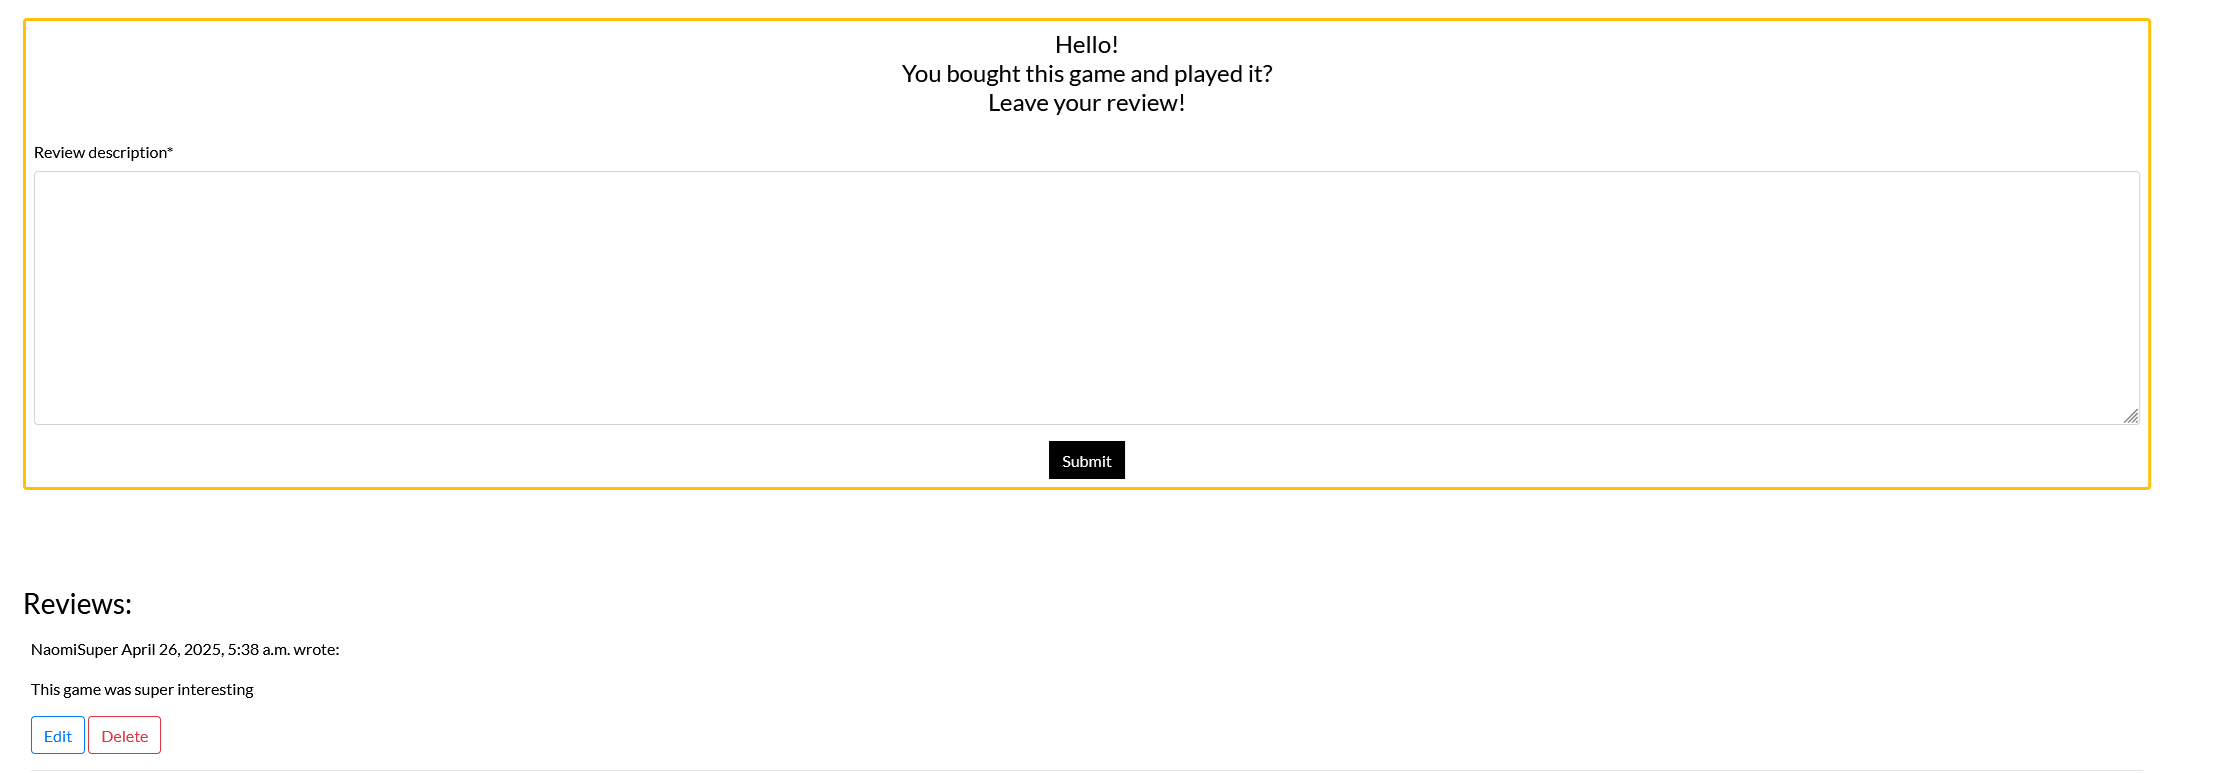 Hello!
You bought this game and played it?
Leave your review!
Review description*
Submit
Reviews:
NaomiSuper April 26, 2025, 5:38 a.m. wrote:
This game was super interesting
Edit Delete